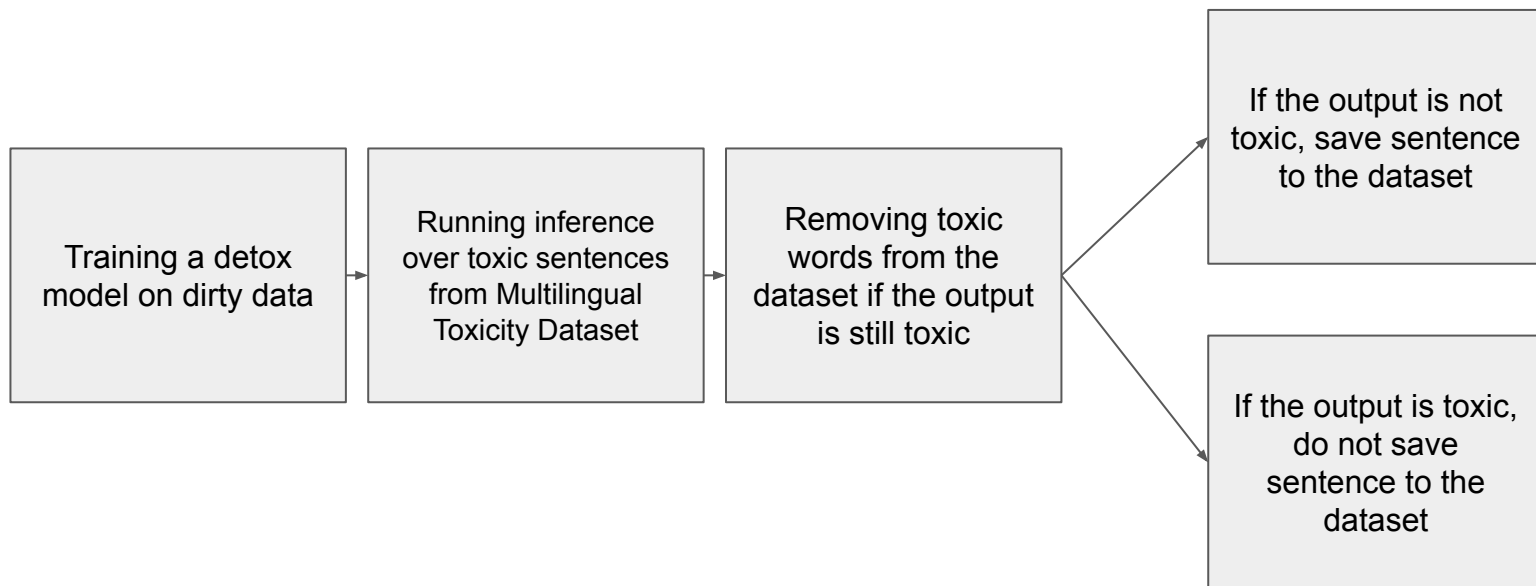 Training a detox
model on dirty data
Running inference
over toxic sentences
from Multilingual
Toxicity Dataset
Removing toxic
words from the
dataset if the output
is still toxic
If the output is not
toxic, save sentence
to the dataset
If the output is toxic,
do not save
sentence to the
dataset